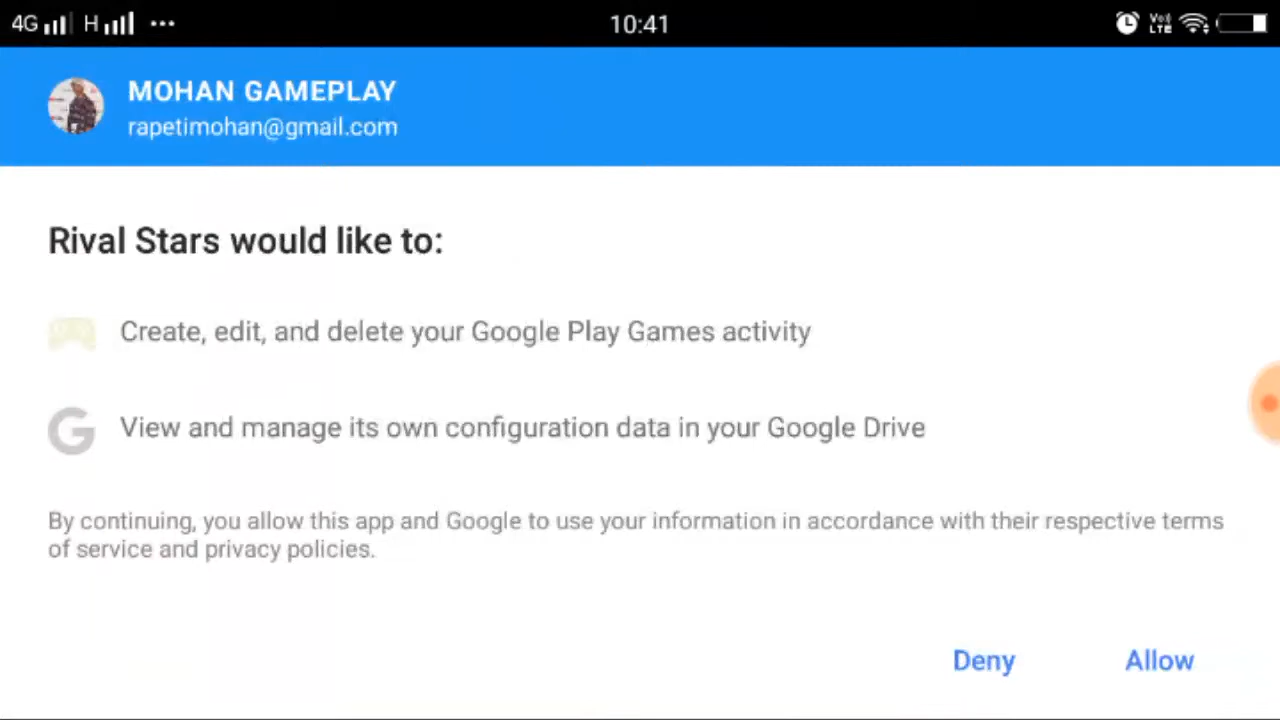 4G H ••• 10:41 Vo) LTE
MOHAN GAMEPLAY
rapetimohan@gmail.com
Rival Stars would like to:
Create, edit, and delete your Google Play Games activity
G View and manage its own configuration data in your Google Drive
By continuing, you allow this app and Google to use your information in accordance with their respective terms
of service and privacy policies.
Deny Allow